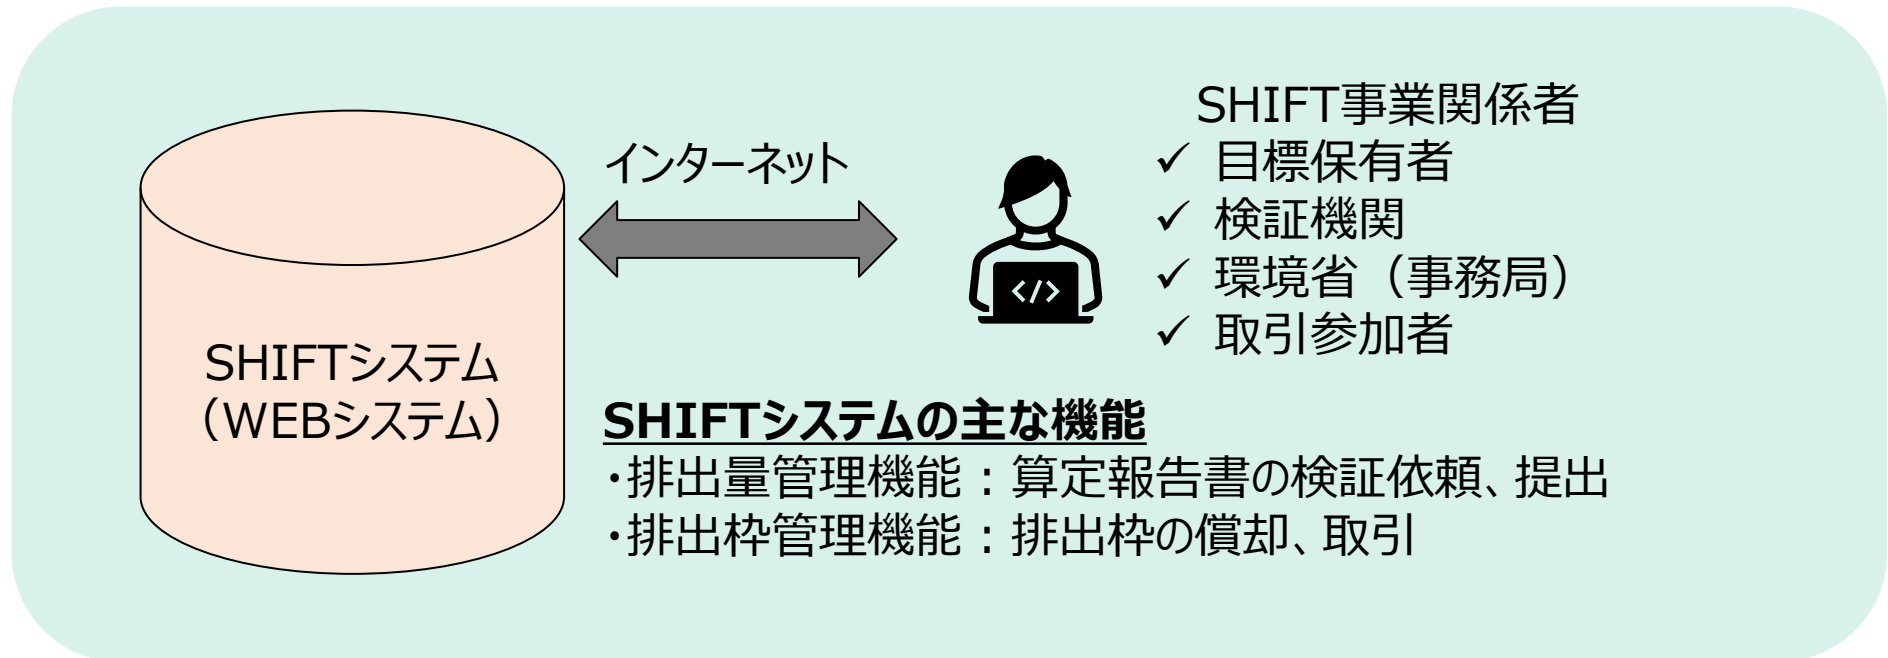 SHIFTシステム
（WEBシステム）
インターネット
</>
SHIFT事業関係者
✓ 目標保有者
✓ 検証機関
✓ 環境省（事務局）
✓ 取引参加者
SHIFTシステムの主な機能
・排出量管理機能：算定報告書の検証依頼、提出
・排出枠管理機能：排出枠の償却、取引